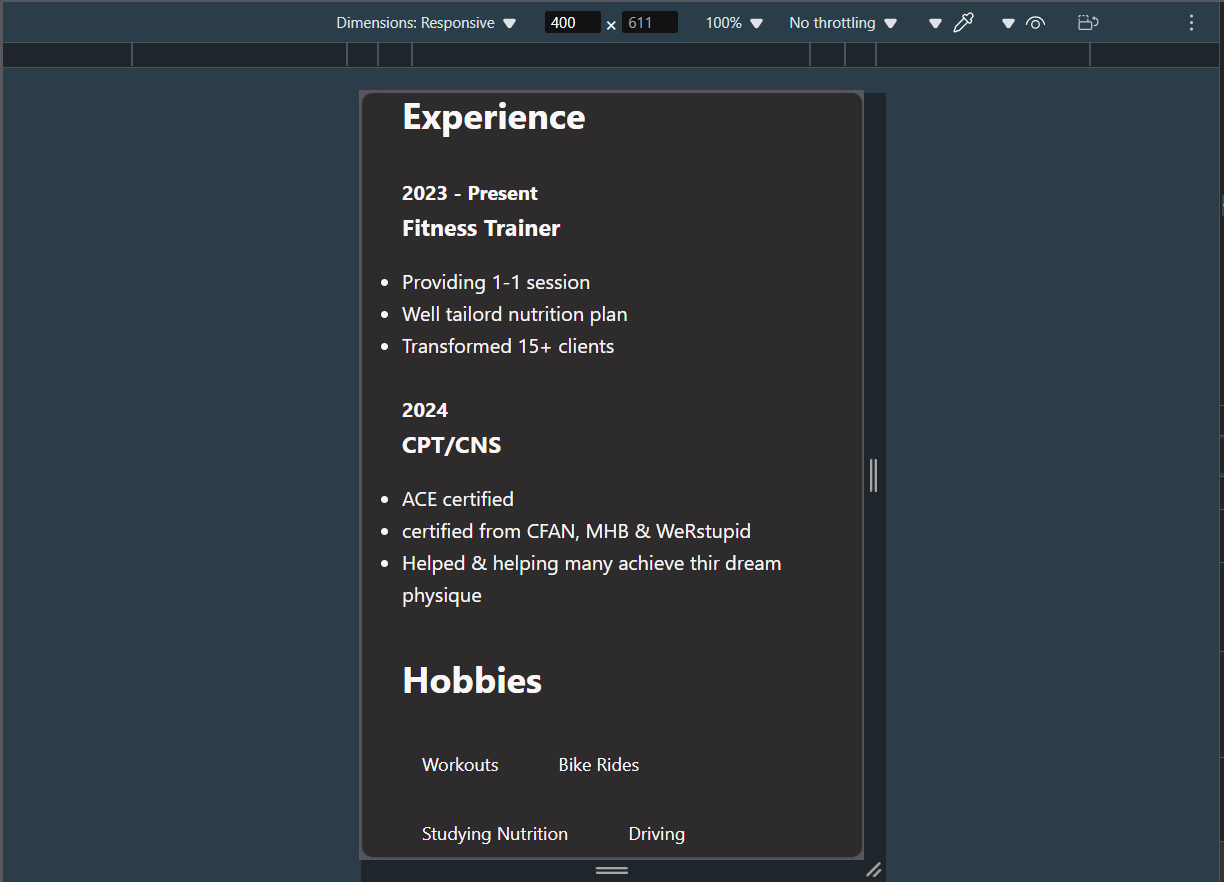 Dimensions: Responsive 400 × 611 100% No throttling
Experience
2023 - Present
Fitness Trainer
Providing 1-1 session
Well tailord nutrition plan
Transformed 15+ clients
2024
CPT/CNS
ACE certified
certified from CFAN, MHB & WeRstupid
Helped & helping many achieve thir dream
physique
Hobbies
Workouts Bike Rides
Studying Nutrition Driving